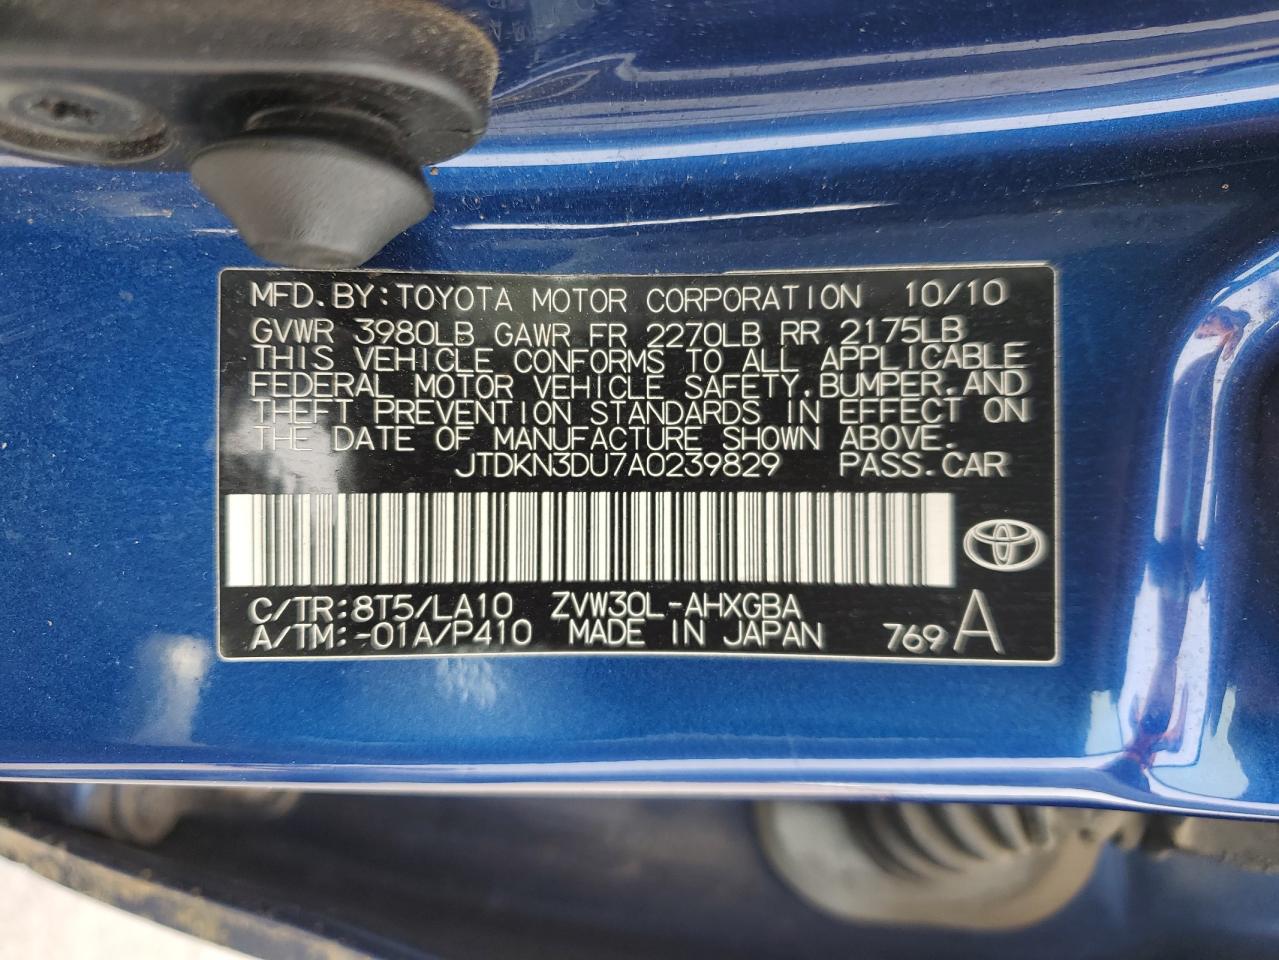 MFD. BY: TOYOTA MOTOR CORPORATION 10/10
GVWR 3980LB GAWR FR 2270LB RR 2175LB
THIS VEHICLE CONFORMS TO ALL APPLICABLE
FEDERAL MOTOR VEHICLE SAFETY, BUMPER, AND
THEFT PREVENTION STANDARDS IN EFFECT ON
THE DATE OF MANUFACTURE SHOWN ABOVE.
JTDKN3DU7A0239829 PASS. CAR
C/TR: 8T5/LA10 ZVW30L-AHXGBA
A/TM: -01A/P410 MADE IN JAPAN 769 A